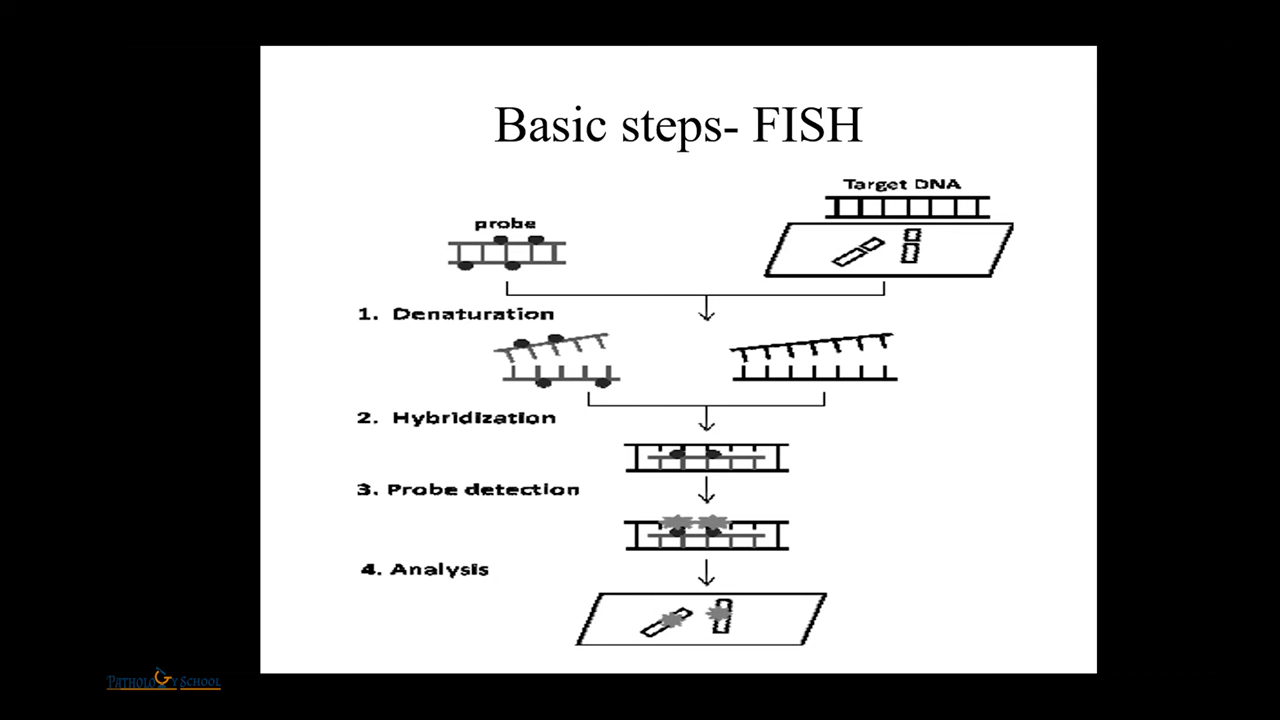 Basic steps- FISH
Target DNA
probe
1. Denaturation
2. Hybridization
3. Probe detection
4. Analysis
PATHOLOGY SCHOOL